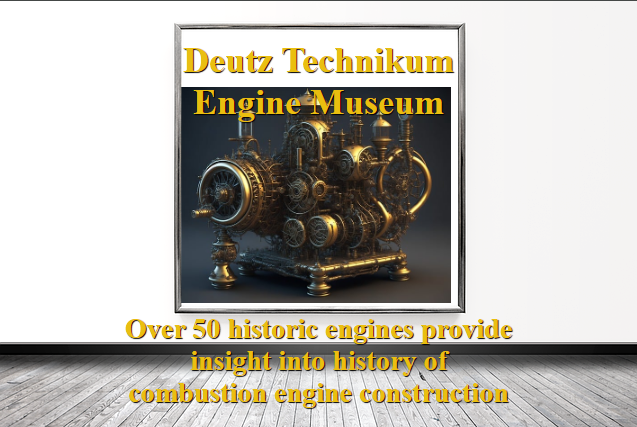 Deutz Technikum
Engine Museum
Over 50 historic engines provide
insight into history of
combustion engine construction